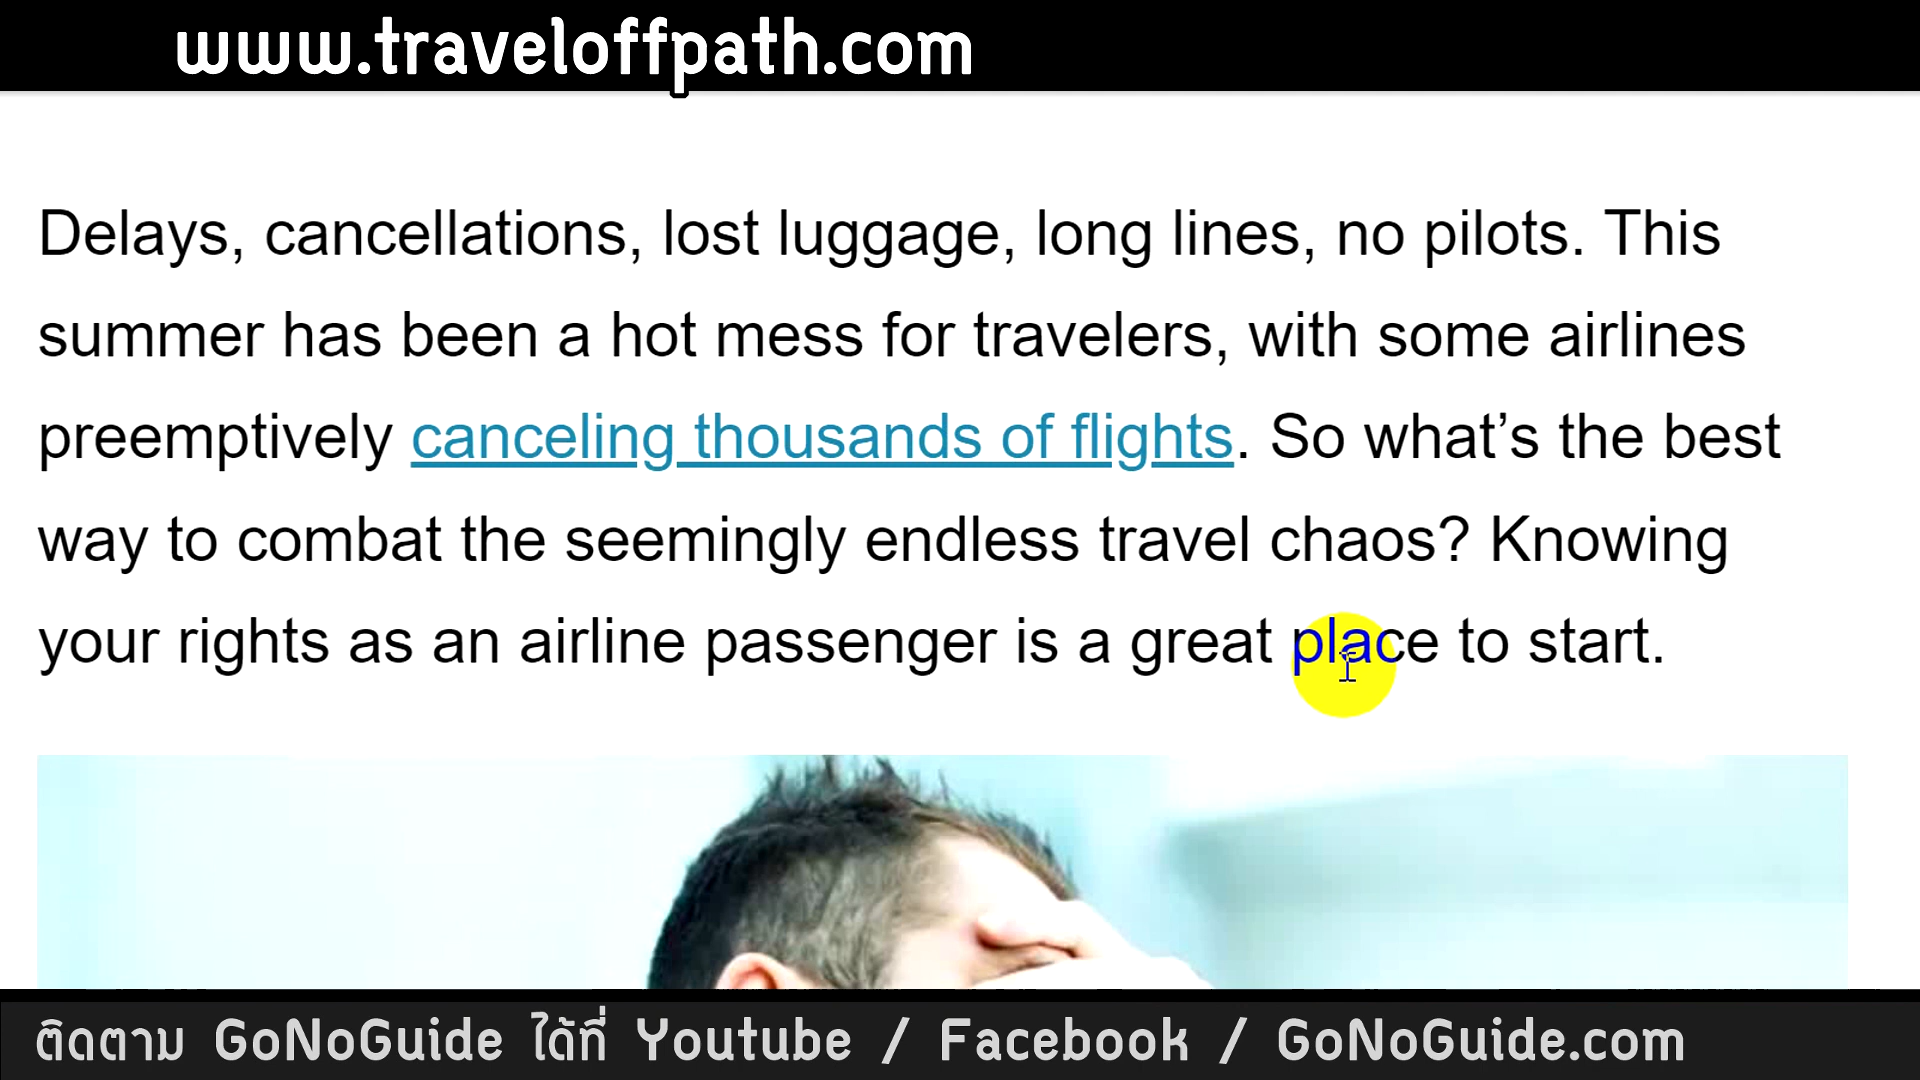 www.traveloffpath.com
Delays, cancellations, lost luggage, long lines, no pilots. This
summer has been a hot mess for travelers, with some airlines
preemptively canceling thousands of flights. So what’s the best
way to combat the seemingly endless travel chaos? Knowing
your rights as an airline passenger is a great place to start.
ติดตาม GoNoGuide ได้ที่ Youtube / Facebook / GoNoGuide.com